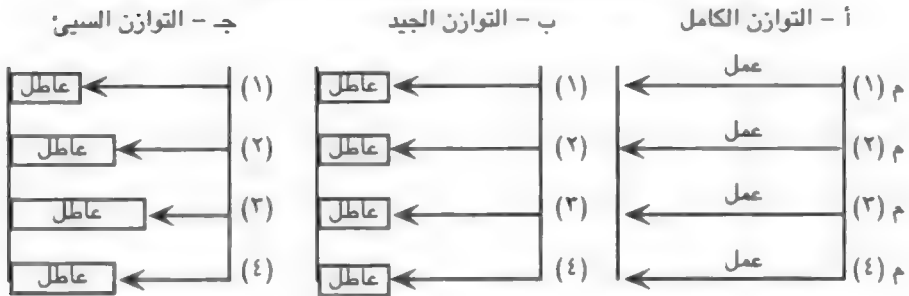 أ – التوازن الكامل ب – التوازن الجيد جـ – التوازن السيئ
م (١) عمل (١) عاطل (١) عاطل
م (٢) عمل (٢) عاطل (٢) عاطل
م (٣) عمل (٣) عاطل (٣) عاطل
م (٤) عمل (٤) عاطل (٤) عاطل